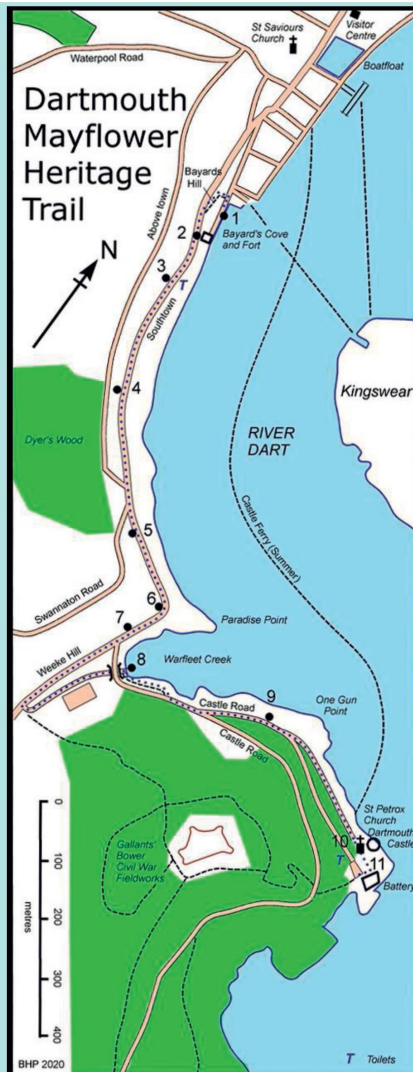 St Saviours
Church
Visitor
Centre
Waterpool Road
Boatfloat
Dartmouth
Mayflower
Heritage
Trail
Bayards
Hill
Above town
1
2
Bayard's Cove
and Fort
N
3
T
Southtown
4
Kingswear
Dyer's Wood
RIVER
DART
Castle Ferry (Summer)
5
Swannaton Road
6
7
Paradise Point
Weeke Hill
8
Warfleet Creek
9
Castle Road
One Gun
Point
Castle Road
0
100
200
300
400
metres
St Petrox
Church
Dartmouth
Castle
10
T
11
Battery
Gallants'
Bower
Civil War
Fieldworks
BHP 2020
T Toilets